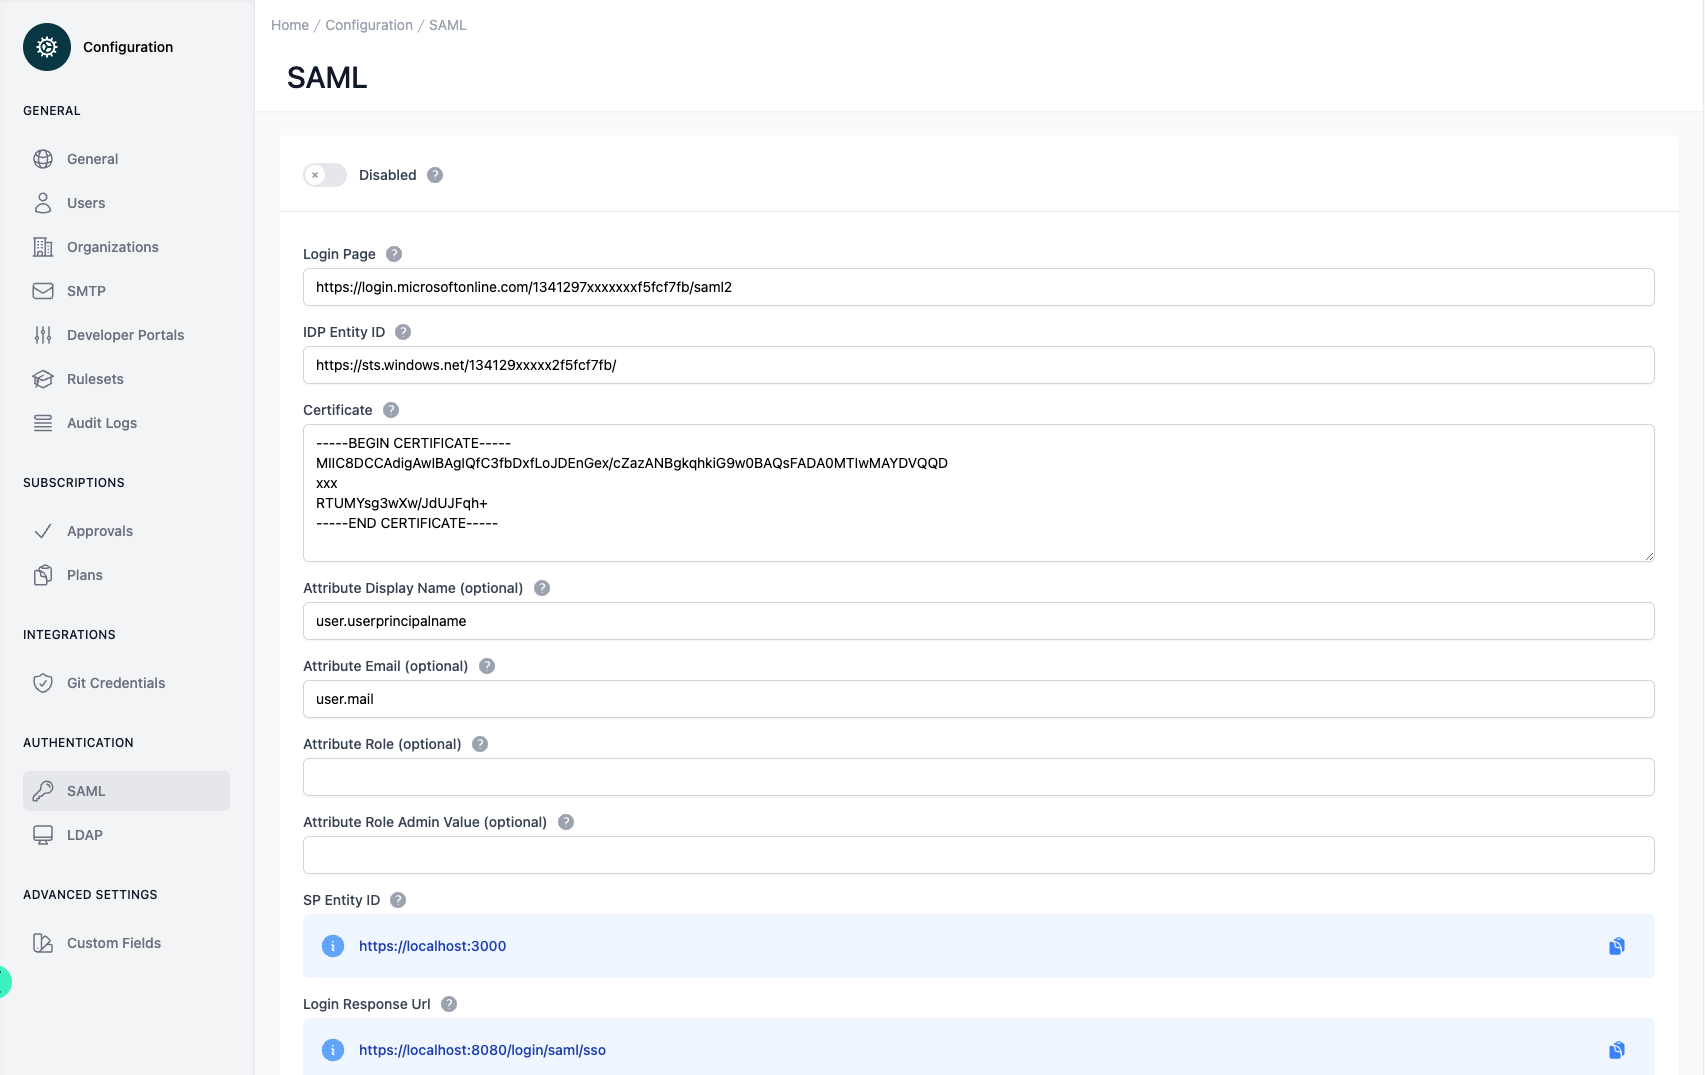 Configuration
GENERAL
General
Users
Organizations
SMTP
Developer Portals
Rulesets
Audit Logs
SUBSCRIPTIONS
Approvals
Plans
INTEGRATIONS
Git Credentials
AUTHENTICATION
SAML
LDAP
ADVANCED SETTINGS
Custom Fields
Home / Configuration / SAML
SAML
Disabled
Login Page
https://login.microsoftonline.com/1341297xxxxxxxf5fcf7fb/saml2
IDP Entity ID
https://sts.windows.net/134129xxxxx2f5fcf7fb/
Certificate
-----BEGIN CERTIFICATE-----
MIIC8DCCAdigAwIBAgIQfC3fbDxfLoJDEnGex/cZazANBgkqhkiG9w0BAQsFADA0MTIwMAYDVQQD
xxx
RTUMYsg3wXw/JdUJFqh+
-----END CERTIFICATE-----
Attribute Display Name (optional)
user.userprincipalname
Attribute Email (optional)
user.mail
Attribute Role (optional)
Attribute Role Admin Value (optional)
SP Entity ID
https://localhost:3000
Login Response Url
https://localhost:8080/login/saml/sso